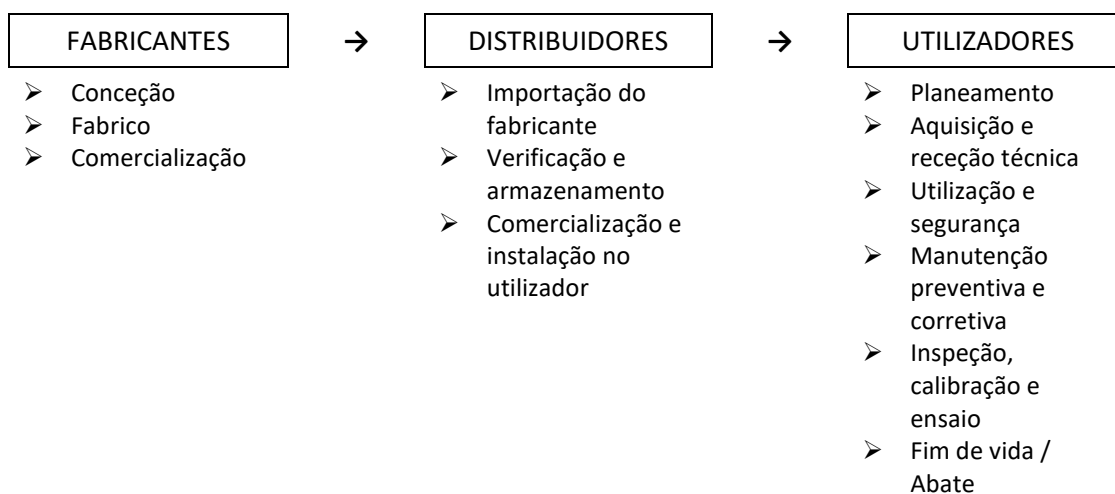 FABRICANTES → DISTRIBUIDORES → UTILIZADORES
➢ Conceção
➢ Fabrico
➢ Comercialização
➢ Importação do
fabricante
➢ Verificação e
armazenamento
➢ Comercialização e
instalação no
utilizador
➢ Planeamento
➢ Aquisição e
receção técnica
➢ Utilização e
segurança
➢ Manutenção
preventiva e
corretiva
➢ Inspeção,
calibração e
ensaio
➢ Fim de vida /
Abate